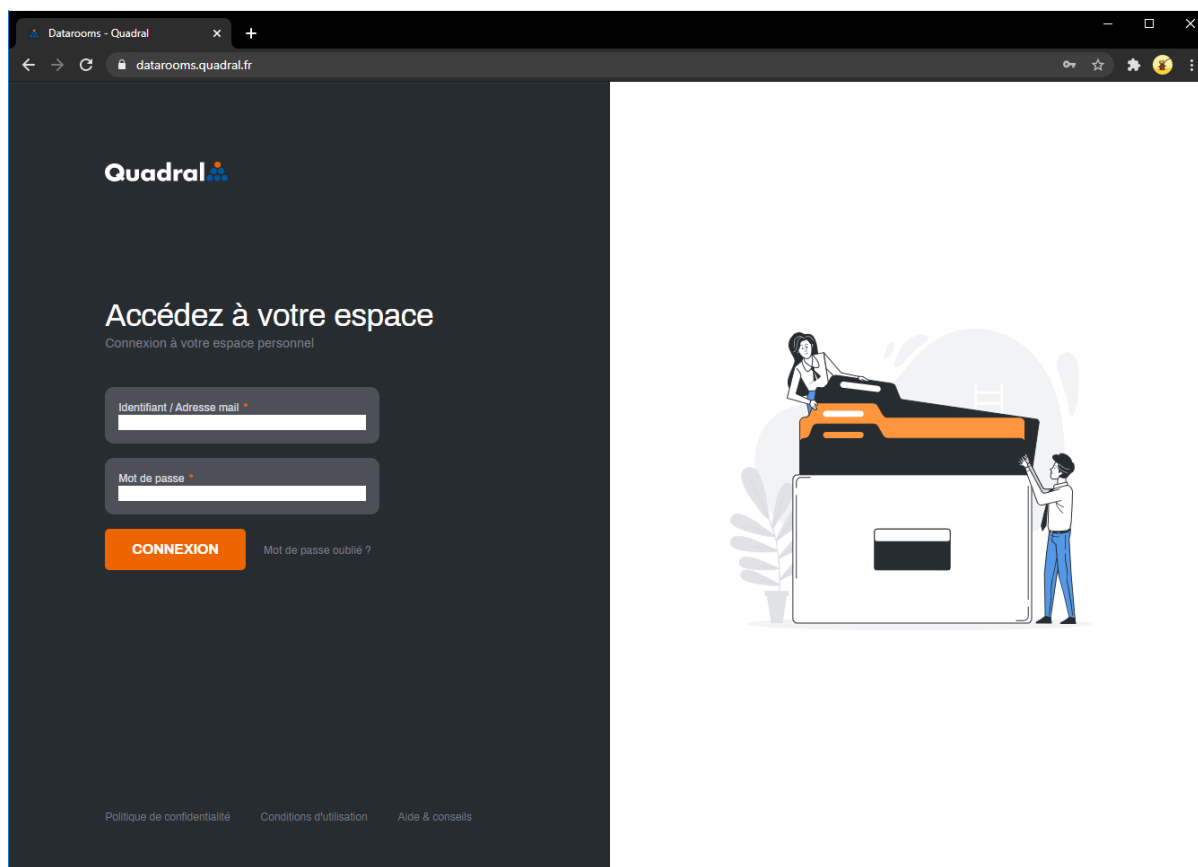 Datarooms - Quadral
datarooms.quadral.fr
Quadral
Accédez à votre espace
Connexion à votre espace personnel
Identifiant / Adresse mail *
Mot de passe *
CONNEXION
Mot de passe oublié ?
Politique de confidentialité
Conditions d'utilisation
Aide & conseils